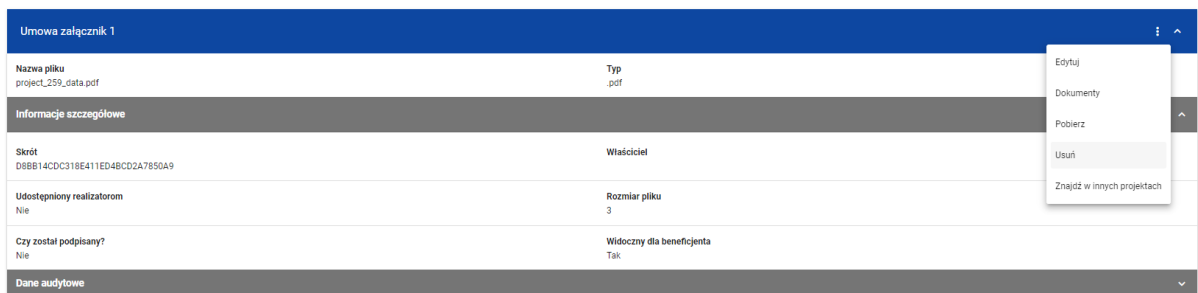 Umowa załącznik 1
Nazwa pliku
project_259_data.pdf
Typ
.pdf
Edytuj
Dokumenty
Pobierz
Usuń
Znajdź w innych projektach
Informacje szczegółowe
Skrót
D8BB14CDC318E411ED4BCD2A7850A9
Właściciel
Udostępniony realizatorom
Nie
Rozmiar pliku
3
Czy został podpisany?
Nie
Widoczny dla beneficjenta
Tak
Dane audytowe